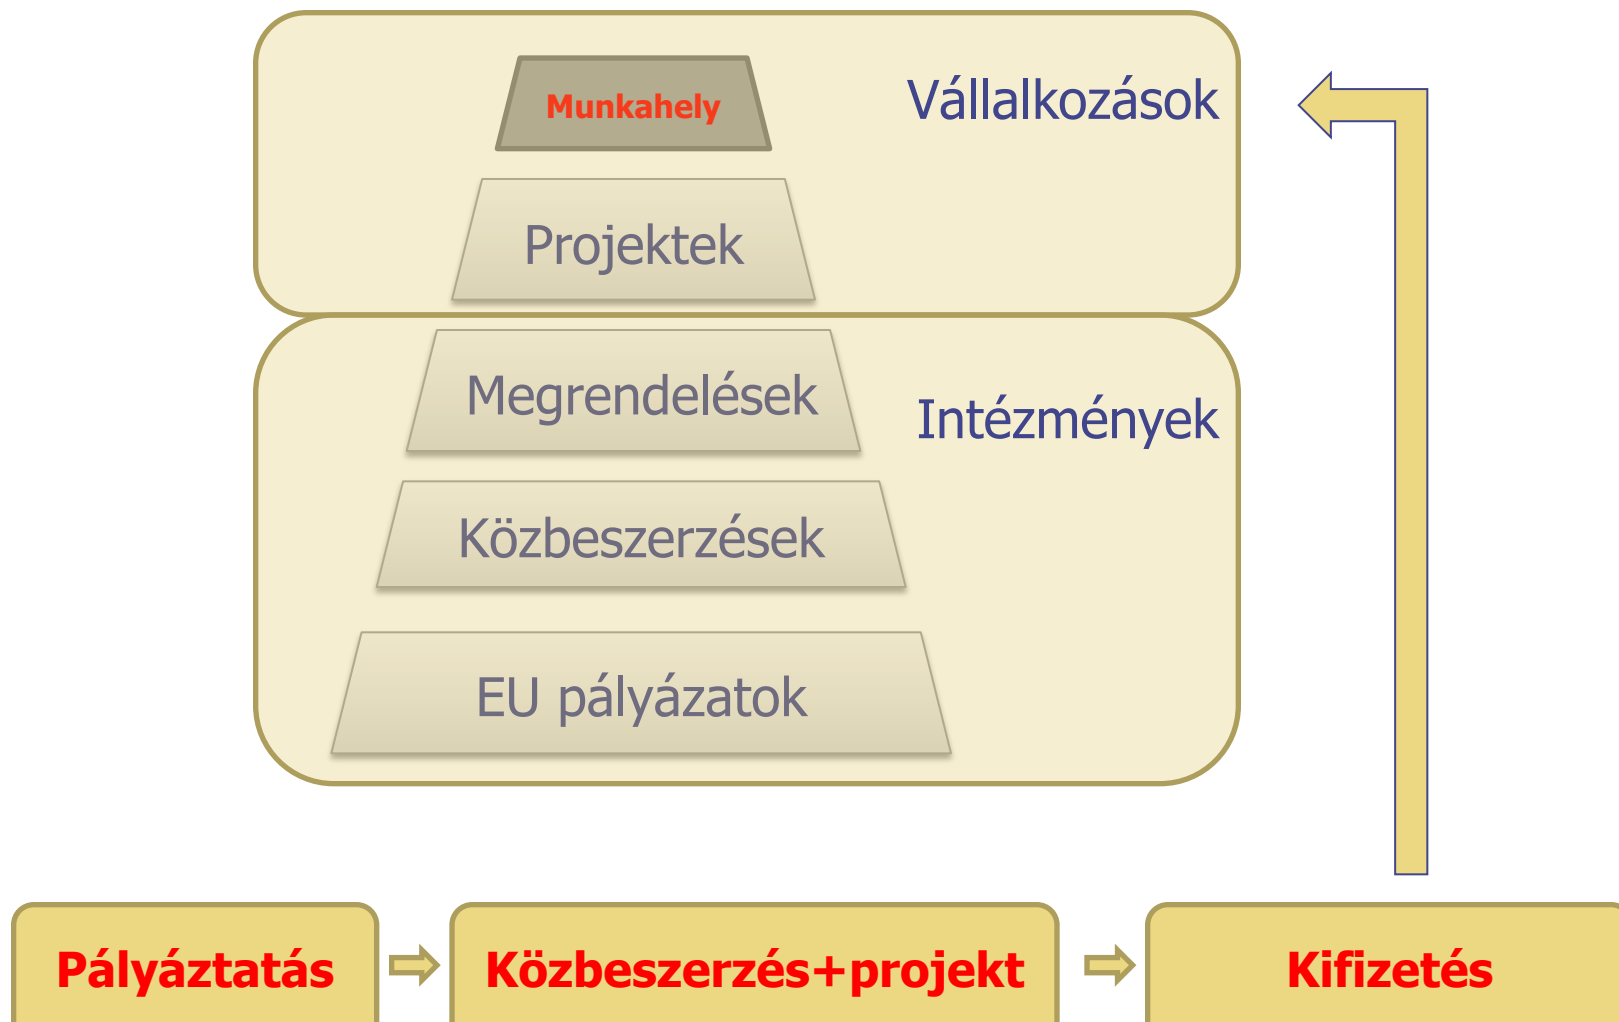 Munkahely
Vállalkozások
Projektek
Megrendelések
Intézmények
Közbeszerzések
EU pályázatok
Pályáztatás
Közbeszerzés+projekt
Kifizetés